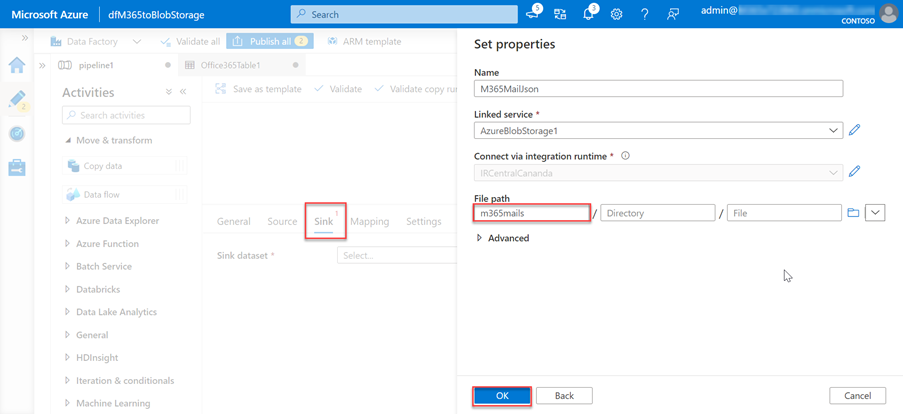 Microsoft Azure
dfM365toBlobStorage
Search
5
3
admin@
CONTOSO
»
»
Data Factory
Validate all
Publish all 2
ARM template
pipeline1
Office365Table1
Activities
Search activities
Move & transform
Copy data
Data flow
Azure Data Explorer
Azure Function
Batch Service
Databricks
Data Lake Analytics
General
HDInsight
Iteration & conditionals
Machine Learning
2
Save as template
Validate
Validate copy run
General
Source
Sink 1
Mapping
Settings
Sink dataset *
Select...
Set properties
Name
M365MailJson
Linked service *
AzureBlobStorage1
Connect via integration runtime *
IRCentralCananda
File path
m365mails / Directory / File
Advanced
OK
Back
Cancel